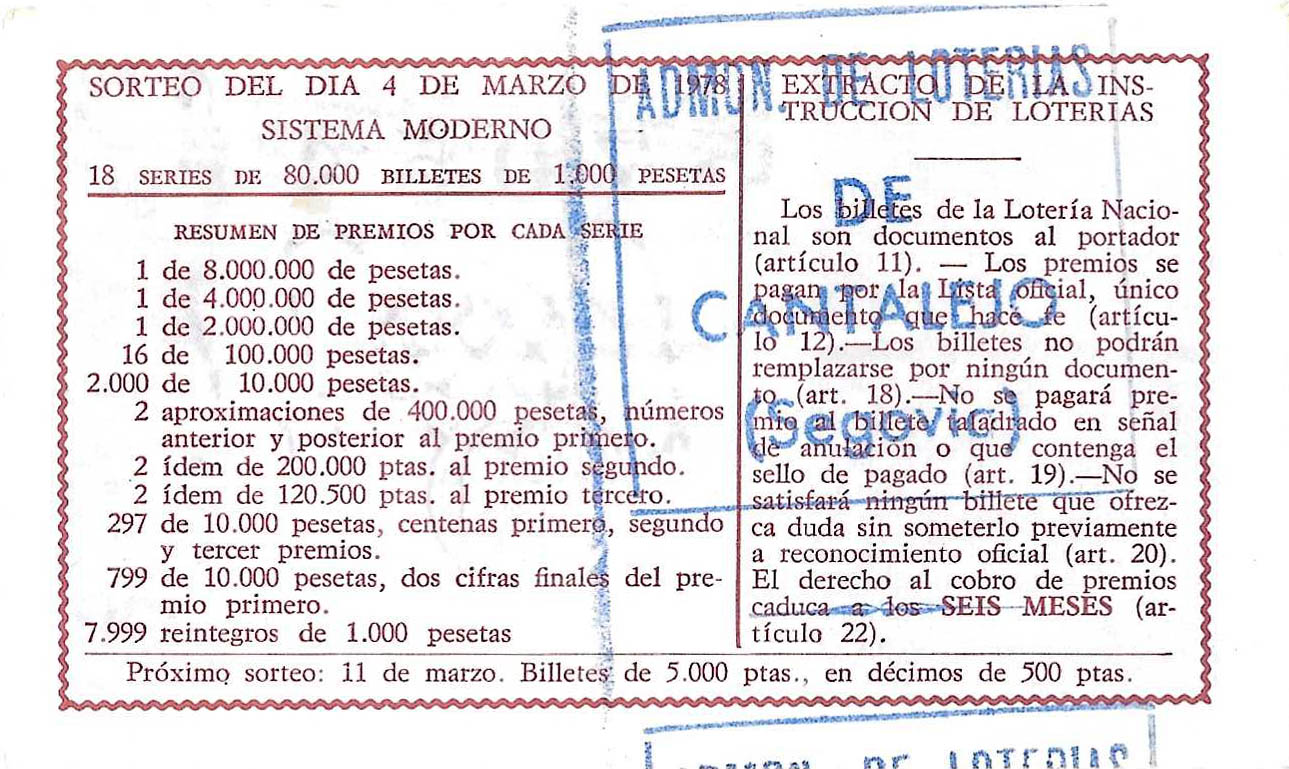 SORTEO DEL DIA 4 DE MARZO DE 1978
SISTEMA MODERNO
18 SERIES DE 80.000 BILLETES DE 1.000 PESETAS
RESUMEN DE PREMIOS POR CADA SERIE
1 de 8.000.000 de pesetas.
1 de 4.000.000 de pesetas.
1 de 2.000.000 de pesetas.
16 de 100.000 pesetas.
2.000 de 10.000 pesetas.
2 aproximaciones de 400.000 pesetas, números
anterior y posterior al premio primero.
2 ídem de 200.000 ptas. al premio segundo.
2 ídem de 120.500 ptas. al premio tercero.
297 de 10.000 pesetas, centenas primero, segundo
y tercer premios.
799 de 10.000 pesetas, dos cifras finales del pre-
mio primero.
7.999 reintegros de 1.000 pesetas
EXTRACTO DE LA INS-
TRUCCION DE LOTERIAS
Los billetes de la Lotería Nacio-
nal son documentos al portador
(artículo 11). — Los premios se
pagan por la Lista oficial, único
documento que hace fe (artícu-
lo 12).—Los billetes no podrán
remplazarse por ningún documen-
to (art. 18).—No se pagará pre-
mio al billete taladrado en señal
de anulación o que contenga el
sello de pagado (art. 19).—No se
satisfará ningún billete que ofrez-
ca duda sin someterlo previamente
a reconocimiento oficial (art. 20).
El derecho al cobro de premios
caduca a los SEIS MESES (ar-
tículo 22).
Próximo sorteo: 11 de marzo. Billetes de 5.000 ptas., en décimos de 500 ptas.
ADMON. DE LOTERIAS
DE
CANTALEJO
(Segovia)
ADMON. DE LOTERIAS